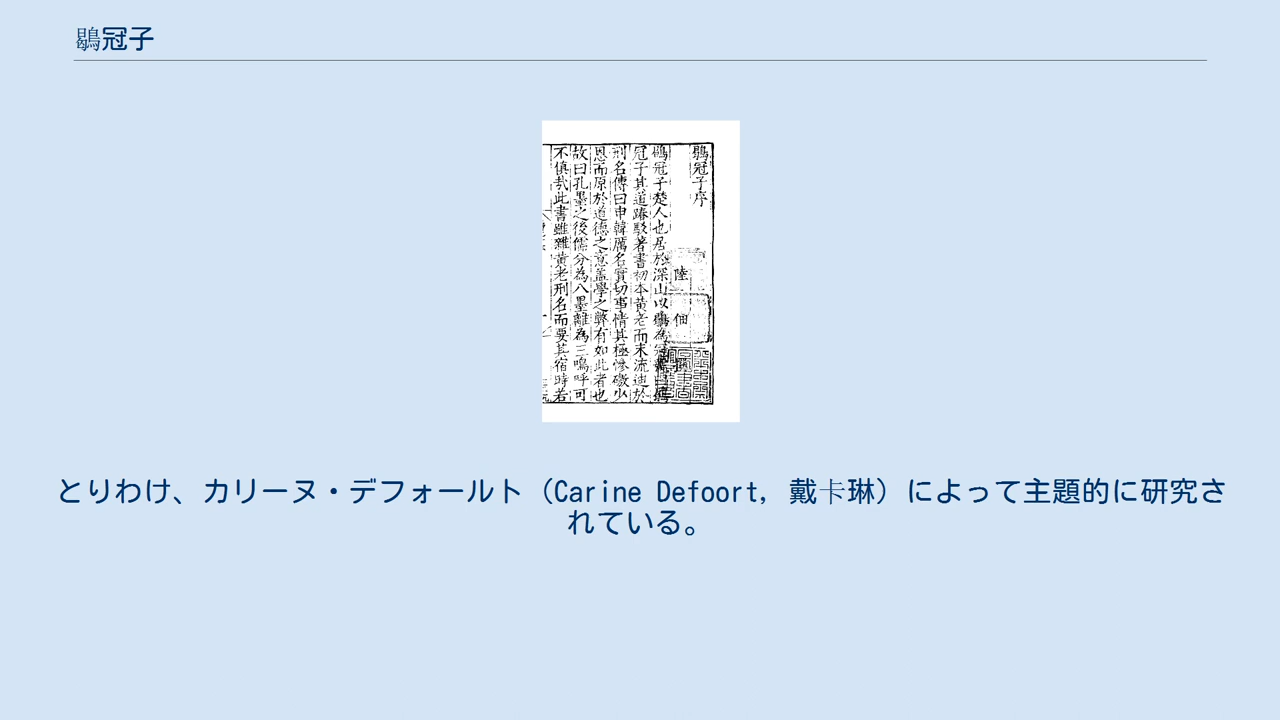 鶡冠子
鶡冠子序
陸
佃
鶡冠子楚人也居於深山以鶡為冠號曰鶡
冠子其道踳駁著書初本黃老而末流迪於
刑名傳曰申韓厲名實切事情其極慘礉少
恩而原於道德之意蓋學之弊有如此者也
故曰孔墨之後儒分為八墨離為三嗚呼可
不慎哉此書雖雜黃老刑名而要其宿時若
とりわけ、カリーヌ・デフォールト（Carine Defoort, 戴卡琳）によって主題的に研究さ
れている。